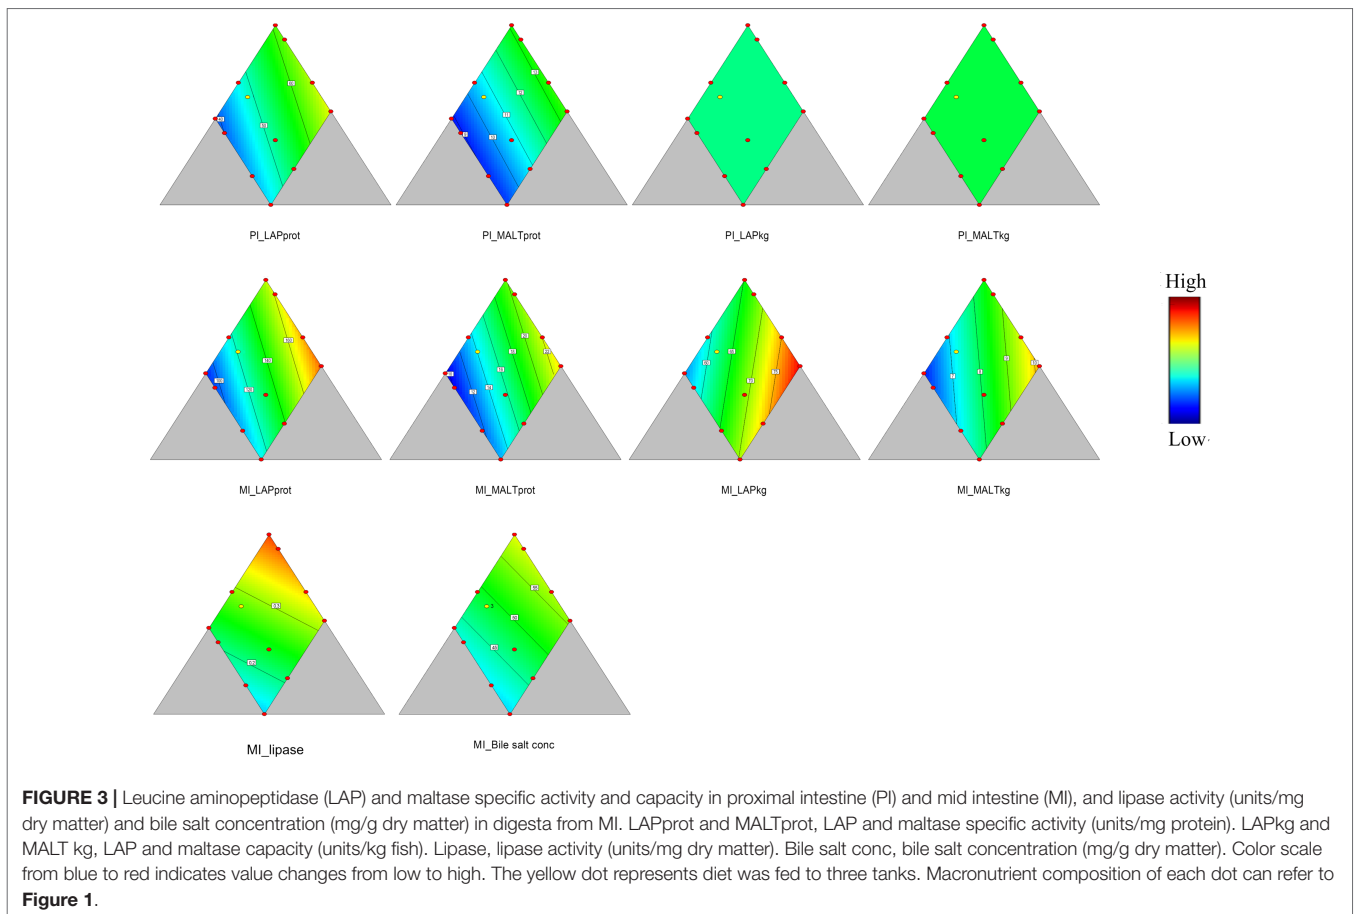 PI_LAPprot
PI_MALTprot
PI_LAPkg
PI_MALTkg
High
Low
MI_LAPprot
MI_MALTprot
MI_LAPkg
MI_MALTkg
MI_lipase
MI_Bile salt conc
FIGURE 3 | Leucine aminopeptidase (LAP) and maltase specific activity and capacity in proximal intestine (PI) and mid intestine (MI), and lipase activity (units/mg
dry matter) and bile salt concentration (mg/g dry matter) in digesta from MI. LAPprot and MALTprot, LAP and maltase specific activity (units/mg protein). LAPkg and
MALT kg, LAP and maltase capacity (units/kg fish). Lipase, lipase activity (units/mg dry matter). Bile salt conc, bile salt concentration (mg/g dry matter). Color scale
from blue to red indicates value changes from low to high. The yellow dot represents diet was fed to three tanks. Macronutrient composition of each dot can refer to
Figure 1.